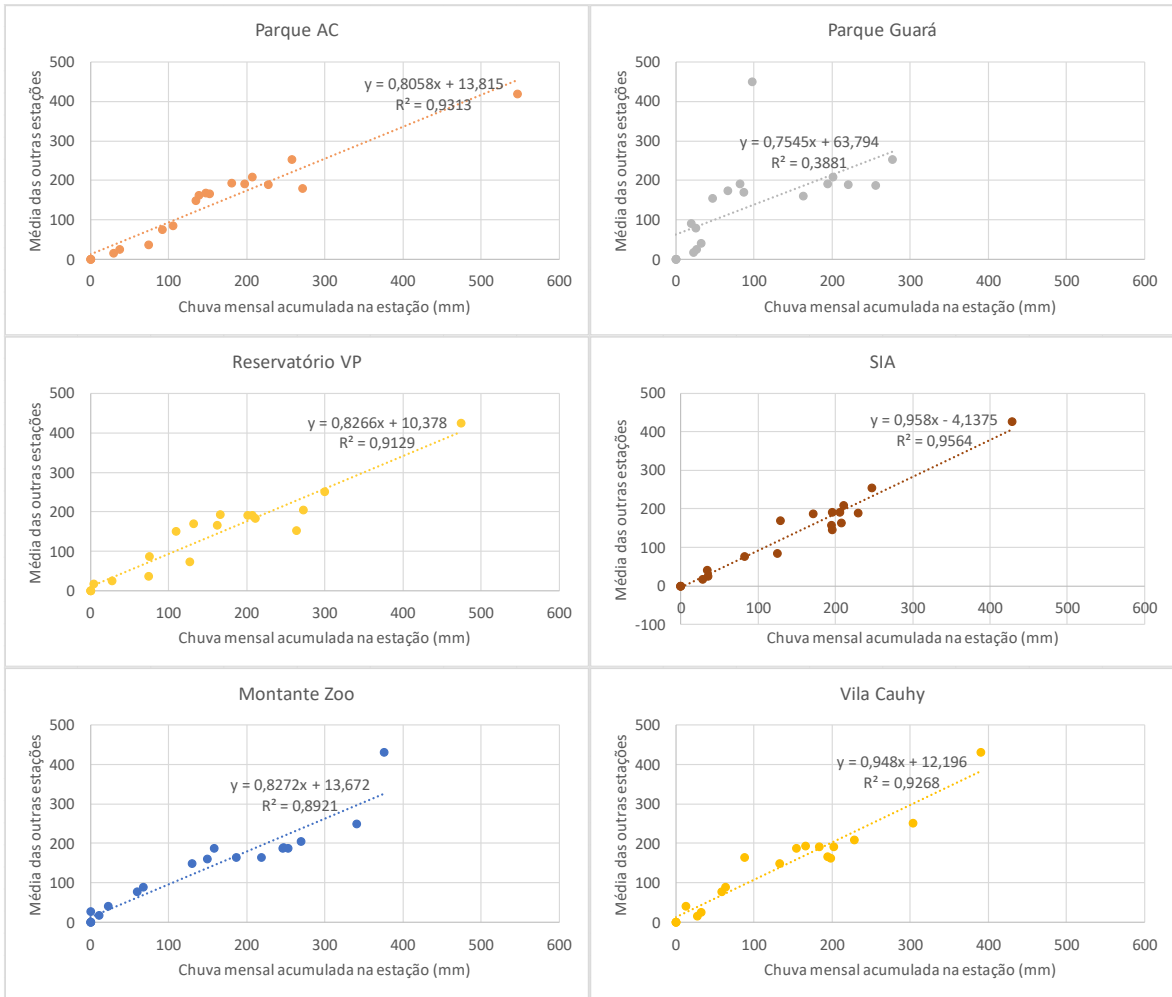 Parque AC
y = 0,8058x + 13,815
R² = 0,9313
Média das outras estações
500
400
300
200
100
0
0 100 200 300 400 500 600
Chuva mensal acumulada na estação (mm)
Parque Guará
y = 0,7545x + 63,794
R² = 0,3881
Média das outras estações
500
400
300
200
100
0
0 100 200 300 400 500 600
Chuva mensal acumulada na estação (mm)
Reservatório VP
y = 0,8266x + 10,378
R² = 0,9129
Média das outras estações
500
400
300
200
100
0
0 100 200 300 400 500 600
Chuva mensal acumulada na estação (mm)
SIA
y = 0,958x - 4,1375
R² = 0,9564
Média das outras estações
500
400
300
200
100
0
-100
0 100 200 300 400 500 600
Chuva mensal acumulada na estação (mm)
Montante Zoo
y = 0,8272x + 13,672
R² = 0,8921
Média das outras estações
500
400
300
200
100
0
0 100 200 300 400 500 600
Chuva mensal acumulada na estação (mm)
Vila Cauhy
y = 0,948x + 12,196
R² = 0,9268
Média das outras estações
500
400
300
200
100
0
0 100 200 300 400 500 600
Chuva mensal acumulada na estação (mm)